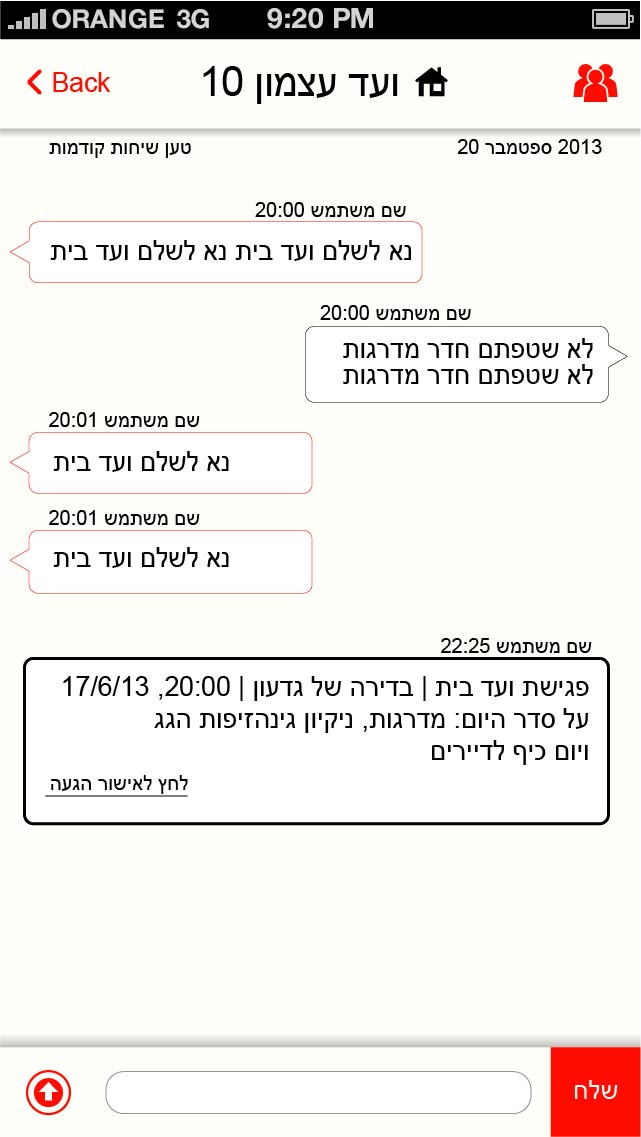 ORANGE 3G 9:20 PM
Back
ועד עצמון 10
20 ספטמבר 2013
טען שיחות קודמות
שם משתמש 20:00
נא לשלם ועד בית נא לשלם ועד בית
שם משתמש 20:00
לא שטפתם חדר מדרגות
לא שטפתם חדר מדרגות
שם משתמש 20:01
נא לשלם ועד בית
שם משתמש 20:01
נא לשלם ועד בית
שם משתמש 22:25
פגישת ועד בית | בדירה של גדעון | 20:00, 17/6/13
על סדר היום: מדרגות, ניקיון גינהזיפות הגג
ויום כיף לדיירים
לחץ לאישור הגעה
שלח